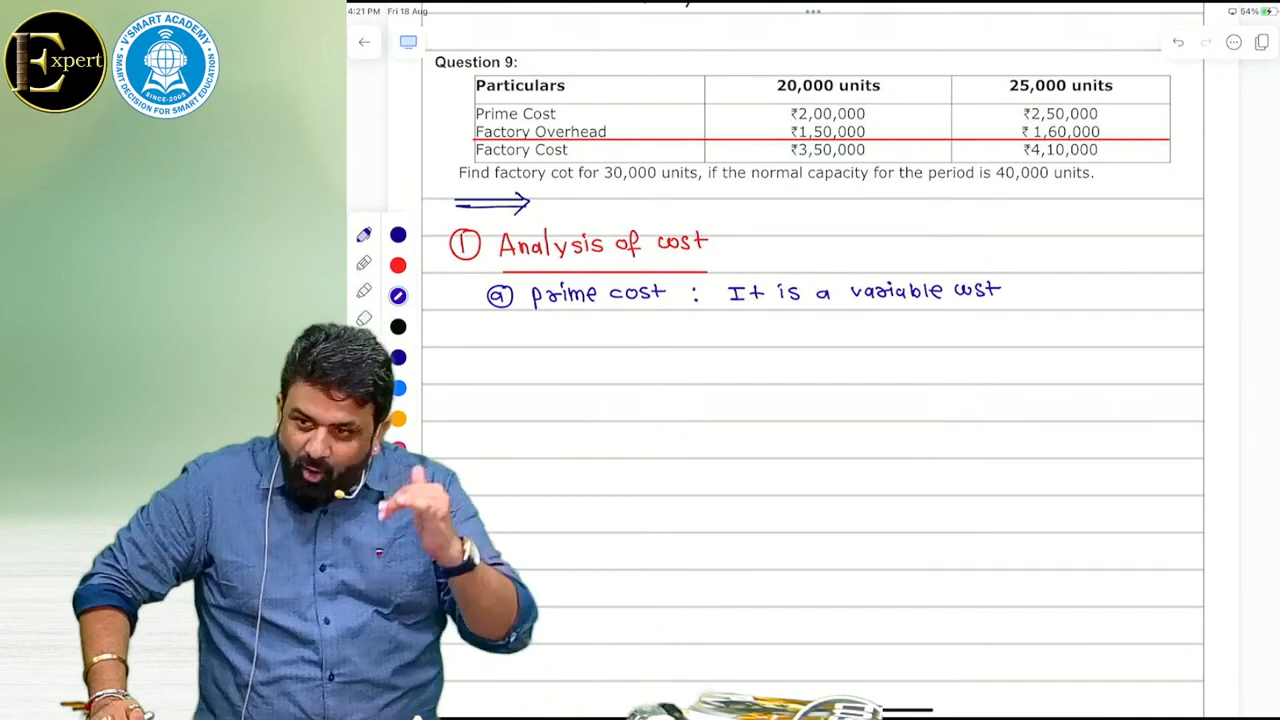 4:21 PM Fri 18 Aug
54%
Expert
V'SMART ACADEMY
SINCE-2005
SMART DECISION FOR SMART EDUCATION
Question 9:
Particulars 20,000 units 25,000 units
Prime Cost ₹2,00,000 ₹2,50,000
Factory Overhead ₹1,50,000 ₹ 1,60,000
Factory Cost ₹3,50,000 ₹4,10,000
Find factory cot for 30,000 units, if the normal capacity for the period is 40,000 units.
① Analysis of cost
ⓐ prime cost : It is a variable cost